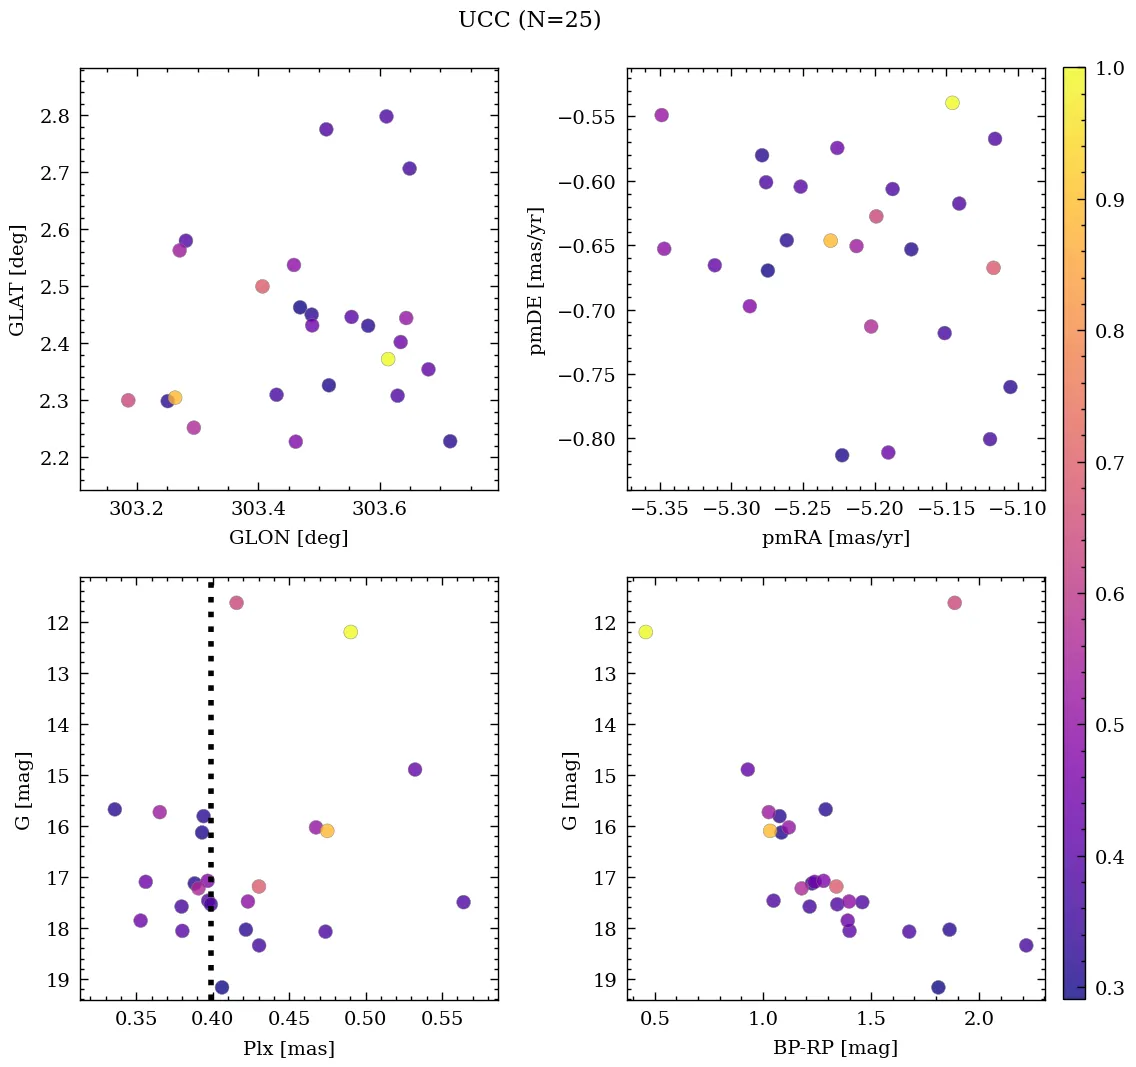 UCC (N=25)
2.8
2.7
2.6
2.5
2.4
2.3
2.2
GLAT [deg]
303.2 303.4 303.6
GLON [deg]
−0.55
−0.60
−0.65
−0.70
−0.75
−0.80
pmDE [mas/yr]
−5.35 −5.30 −5.25 −5.20 −5.15 −5.10
pmRA [mas/yr]
12
13
14
15
16
17
18
19
G [mag]
0.35 0.40 0.45 0.50 0.55
Plx [mas]
12
13
14
15
16
17
18
19
G [mag]
0.5 1.0 1.5 2.0
BP-RP [mag]
1.0
0.9
0.8
0.7
0.6
0.5
0.4
0.3